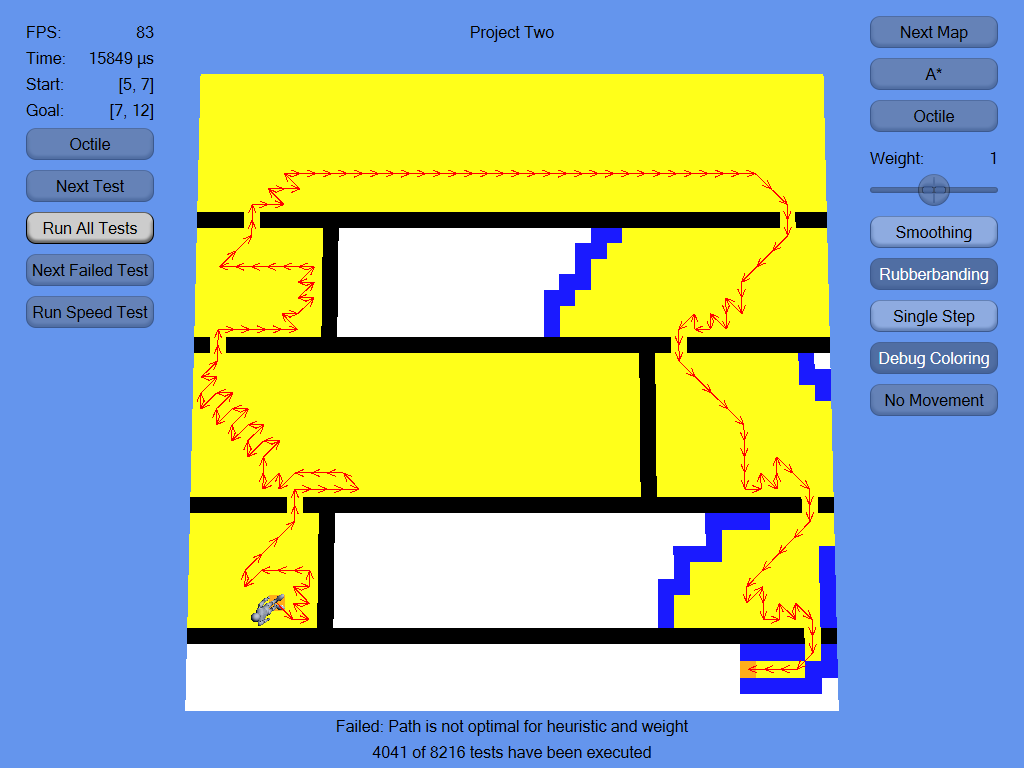 FPS: 83
Time: 15849 µs
Start: [5, 7]
Goal: [7, 12]
Octile
Next Test
Run All Tests
Next Failed Test
Run Speed Test
Project Two
Next Map
A*
Octile
Weight: 1
Smoothing
Rubberbanding
Single Step
Debug Coloring
No Movement
Failed: Path is not optimal for heuristic and weight
4041 of 8216 tests have been executed